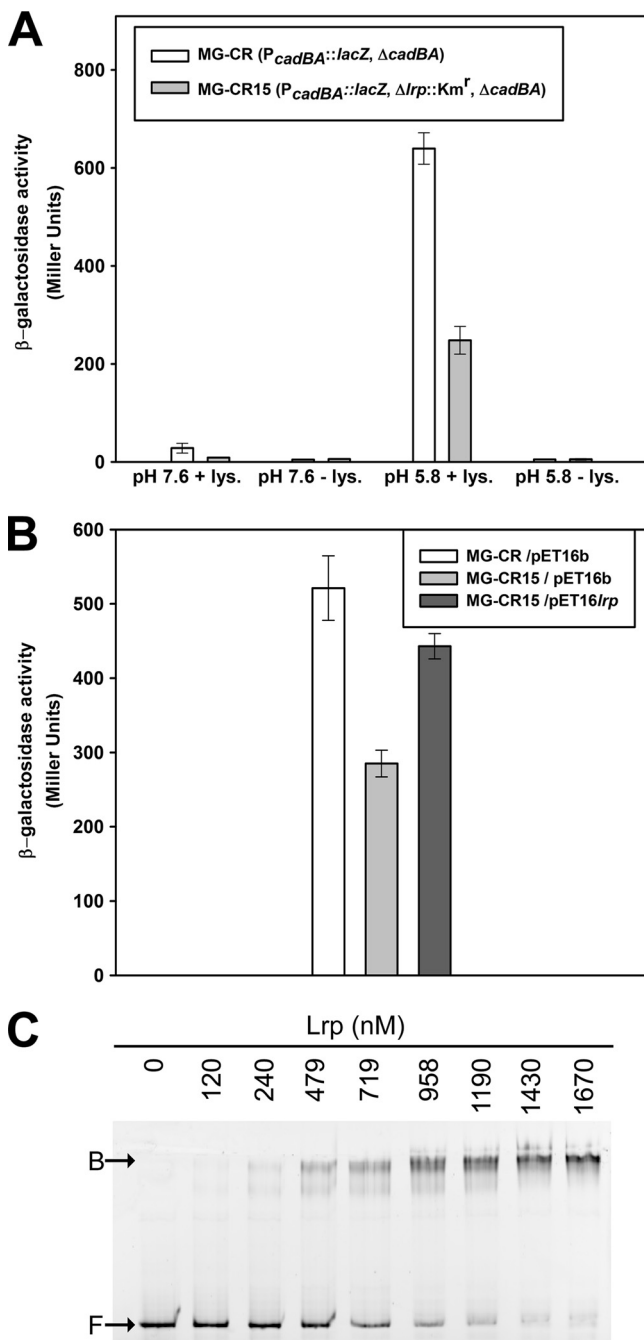 A
MG-CR (PcadBA::lacZ, ΔcadBA)
MG-CR15 (PcadBA::lacZ, Δlrp::Kmʳ, ΔcadBA)
β−galactosidase activity
(Miller Units)
800
600
400
200
0
pH 7.6 + lys. pH 7.6 - lys. pH 5.8 + lys. pH 5.8 - lys.
B
MG-CR /pET16b
MG-CR15 / pET16b
MG-CR15 /pET16lrp
β−galactosidase activity
(Miller Units)
600
500
400
300
200
100
0
C
Lrp (nM)
0 120 240 479 719 958 1190 1430 1670
B
F